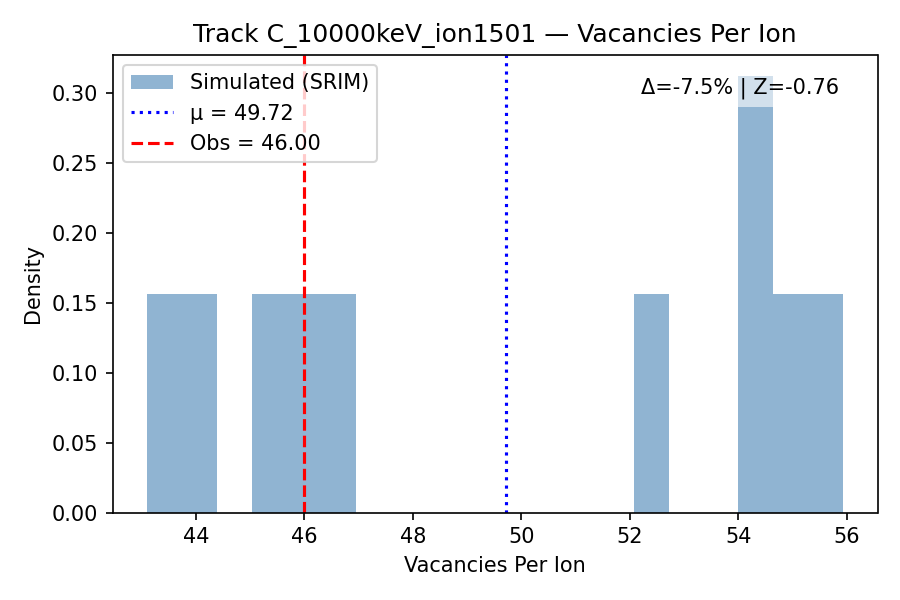 Track C_10000keV_ion1501 — Vacancies Per Ion
Simulated (SRIM)
μ = 49.72
Obs = 46.00
Δ=-7.5% | Z=-0.76
Density
0.30
0.25
0.20
0.15
0.10
0.05
0.00
44 46 48 50 52 54 56
Vacancies Per Ion